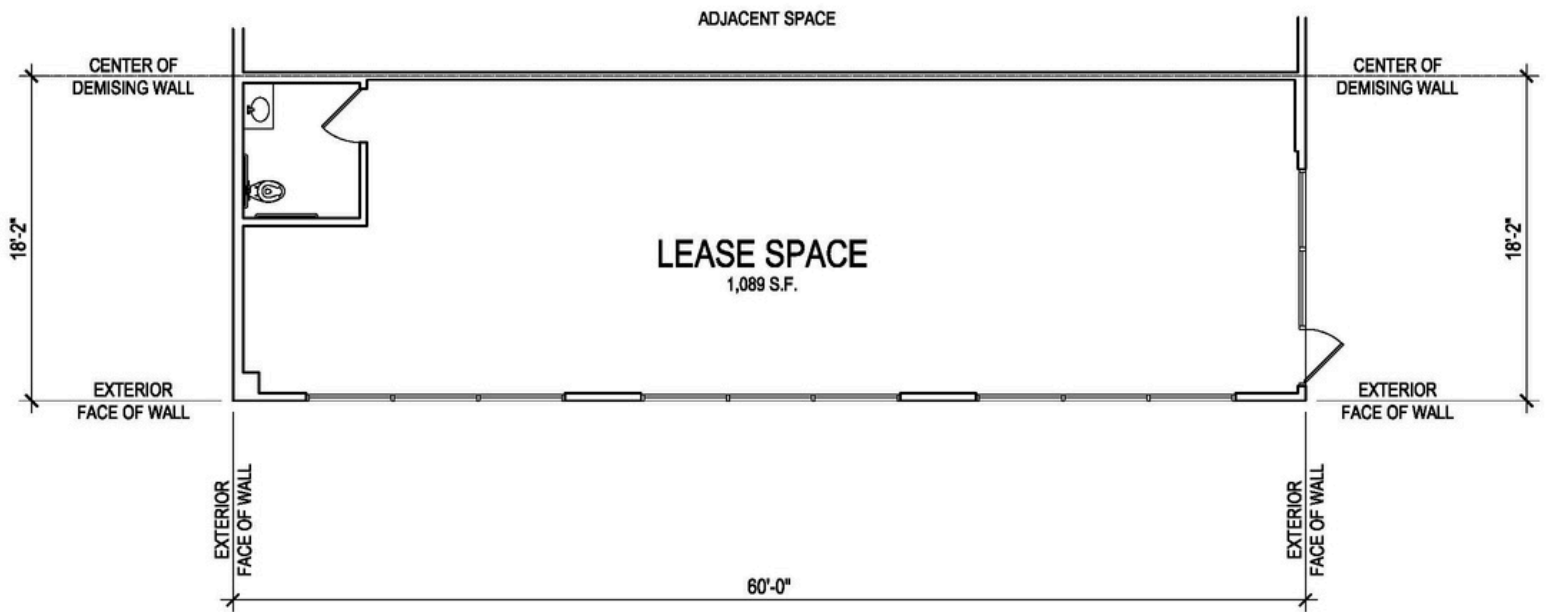 ADJACENT SPACE
CENTER OF
DEMISING WALL
CENTER OF
DEMISING WALL
18'-2"
LEASE SPACE
1,089 S.F.
18'-2"
EXTERIOR
FACE OF WALL
EXTERIOR
FACE OF WALL
EXTERIOR
FACE OF WALL
EXTERIOR
FACE OF WALL
60'-0"